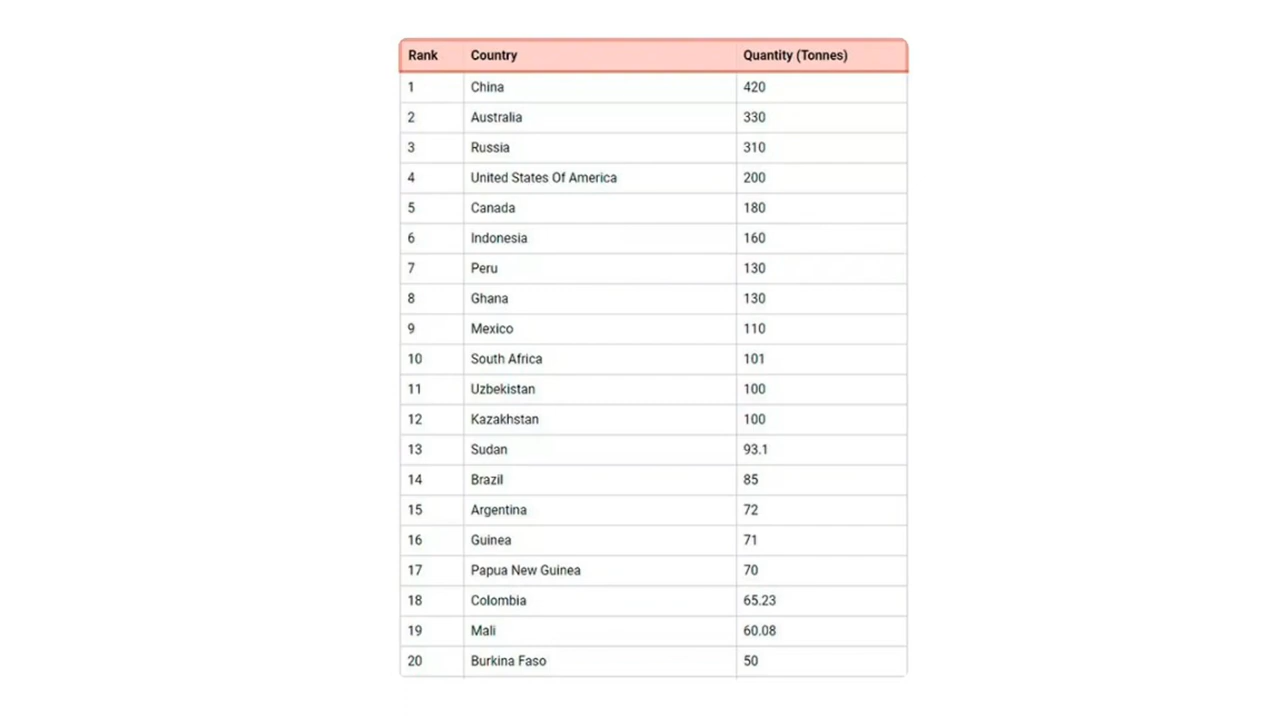 Rank Country Quantity (Tonnes)
1 China 420
2 Australia 330
3 Russia 310
4 United States Of America 200
5 Canada 180
6 Indonesia 160
7 Peru 130
8 Ghana 130
9 Mexico 110
10 South Africa 101
11 Uzbekistan 100
12 Kazakhstan 100
13 Sudan 93.1
14 Brazil 85
15 Argentina 72
16 Guinea 71
17 Papua New Guinea 70
18 Colombia 65.23
19 Mali 60.08
20 Burkina Faso 50